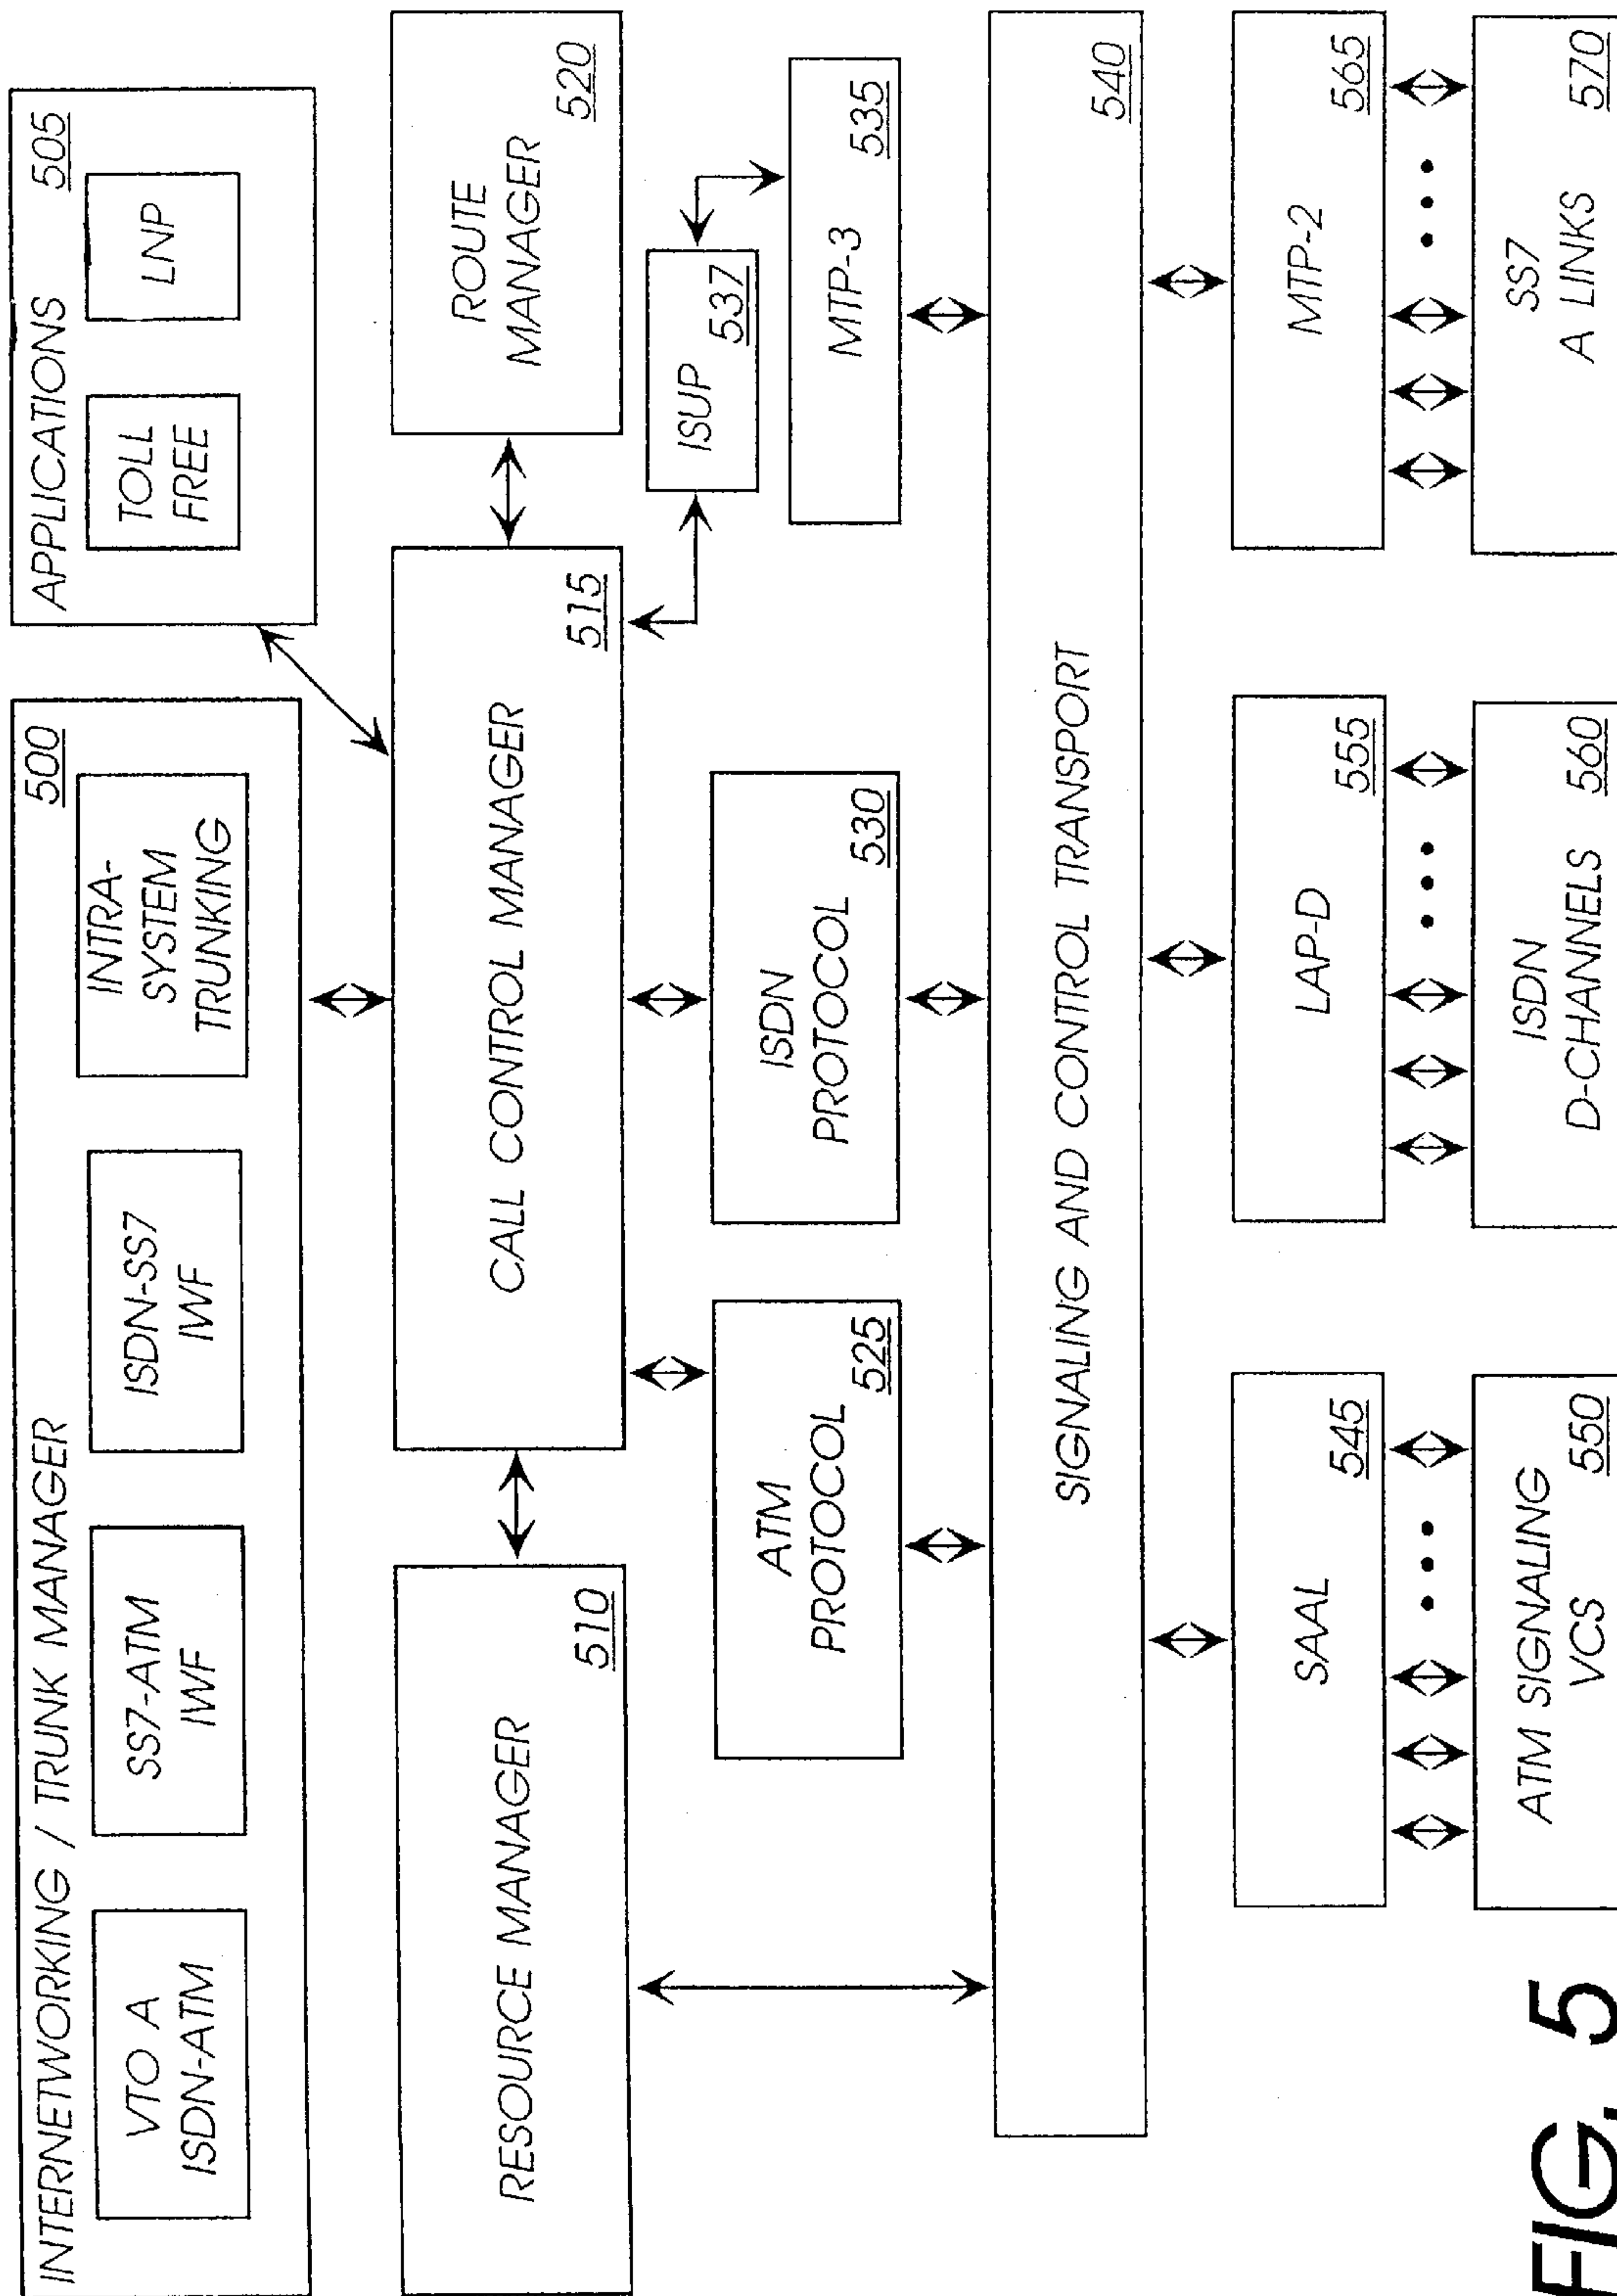 INTERNETWORKING / TRUNK MANAGER
500
VTO A
ISDN-ATM
SS7-ATM
IWF
ISDN-SS7
IWF
INTRA-
SYSTEM
TRUNKING
APPLICATIONS
505
TOLL
FREE
LNP
RESOURCE MANAGER
510
CALL CONTROL MANAGER
515
ROUTE
MANAGER
520
ATM
PROTOCOL
525
ISDN
PROTOCOL
530
ISUP
537
MTP-3
535
SIGNALING AND CONTROL TRANSPORT
540
SAAL
545
LAP-D
555
MTP-2
565
ATM SIGNALING
VCS
550
ISDN
D-CHANNELS
560
SS7
A LINKS
570
FIG. 5